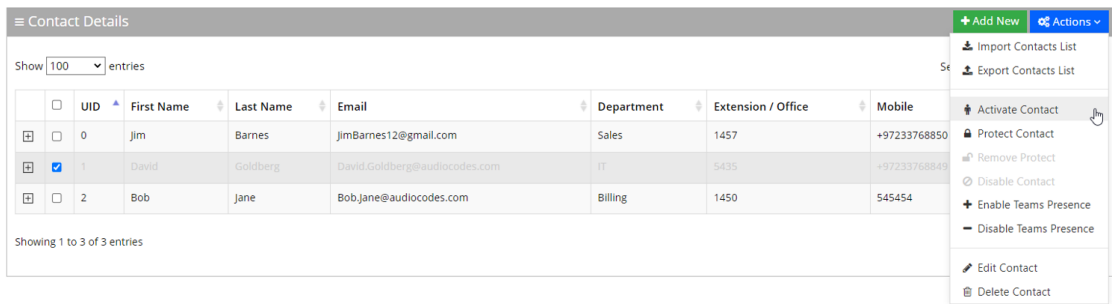 Contact Details
Add New Actions
Show 100 entries
Se
UID First Name Last Name Email Department Extension / Office Mobile
0 Jim Barnes JimBarnes12@gmail.com Sales 1457 +97233768850
1 David Goldberg David.Goldberg@audiocodes.com IT 5435 +97233768849
2 Bob Jane Bob.Jane@audiocodes.com Billing 1450 545454
Showing 1 to 3 of 3 entries
Import Contacts List
Export Contacts List
Activate Contact
Protect Contact
Remove Protect
Disable Contact
Enable Teams Presence
Disable Teams Presence
Edit Contact
Delete Contact